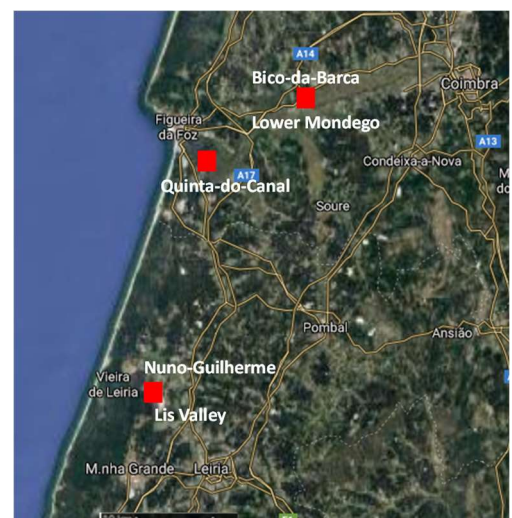 A14
Bico-da-Barca
Coimbra
Lower Mondego
Figueira
da Foz
A13
Condeixa-a-Nova
A17
Quinta-do-Canal
Soure
Pombal
Ansião
Nuno-Guilherme
Vieira
de Leiria
Lis Valley
M.nha Grande
Leiria